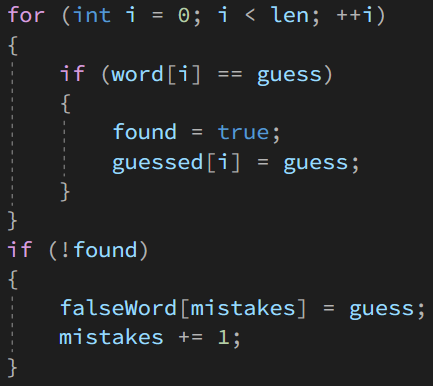 for (int i = 0; i < len; ++i)
{
    if (word[i] == guess)
    {
        found = true;
        guessed[i] = guess;
    }
}
if (!found)
{
    falseWord[mistakes] = guess;
    mistakes += 1;
}